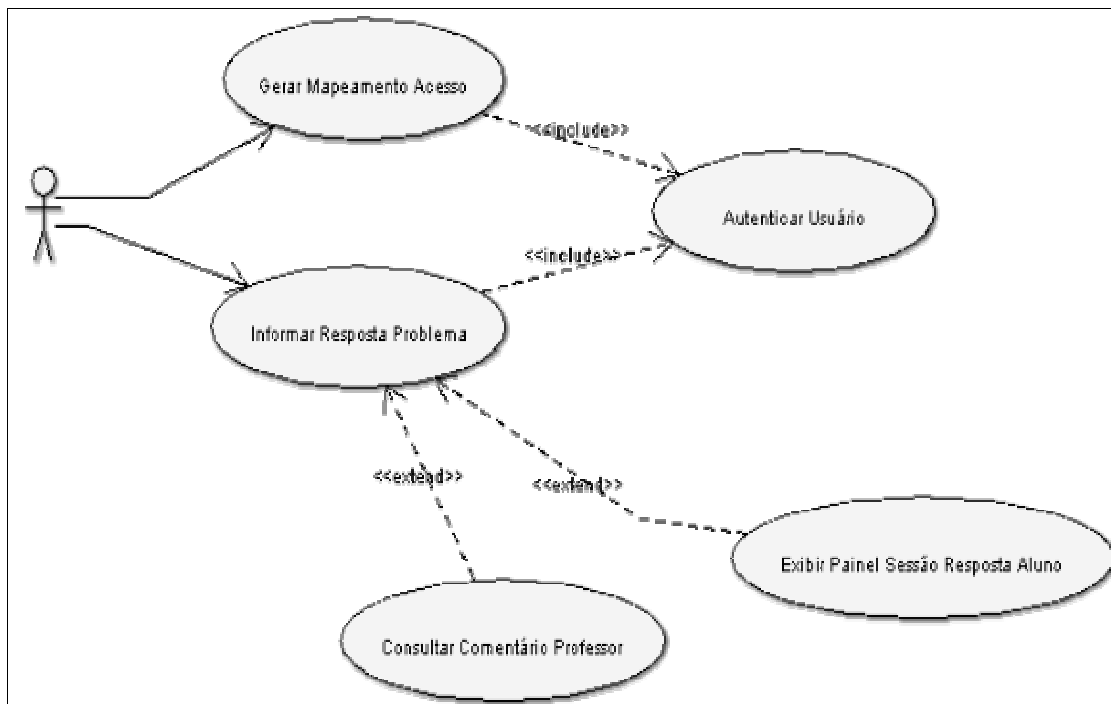 Gerar Mapeamento Acesso
<<include>>
Autenticar Usuário
<<include>>
Informar Resposta Problema
<<extend>>
<<extend>>
Exibir Painel Sessão Resposta Aluno
Consultar Comentário Professor